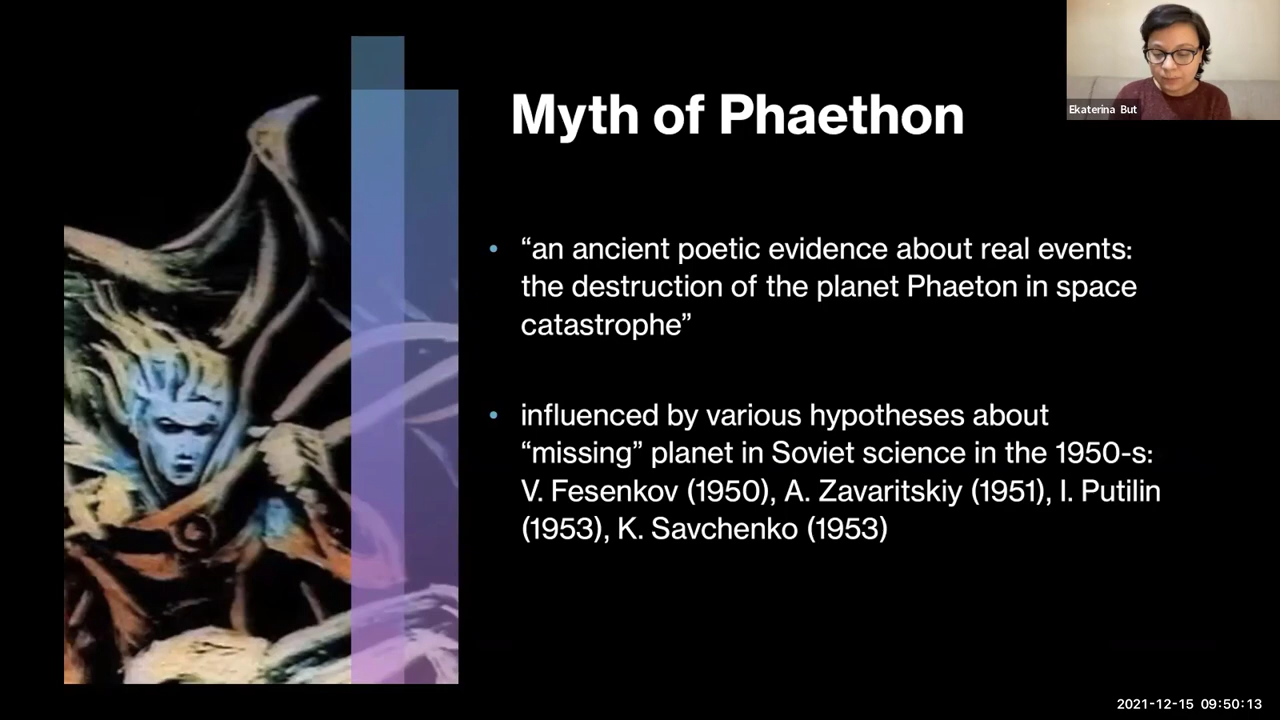 Myth of Phaethon
Ekaterina But
• “an ancient poetic evidence about real events:
the destruction of the planet Phaeton in space
catastrophe”
• influenced by various hypotheses about
“missing” planet in Soviet science in the 1950-s:
V. Fesenkov (1950), A. Zavaritskiy (1951), I. Putilin
(1953), K. Savchenko (1953)
2021-12-15 09:50:13